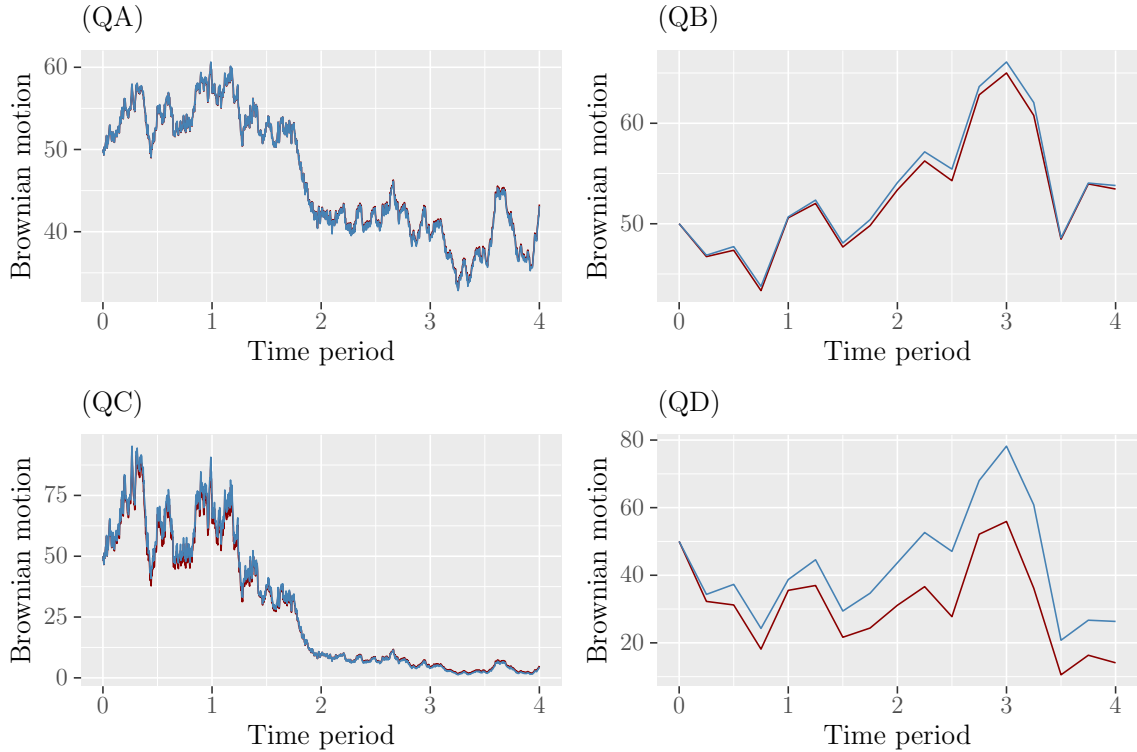 (QA)
Brownian motion
60
50
40
0 1 2 3 4
Time period
(QB)
Brownian motion
60
50
0 1 2 3 4
Time period
(QC)
Brownian motion
75
50
25
0
0 1 2 3 4
Time period
(QD)
Brownian motion
80
60
40
20
0 1 2 3 4
Time period